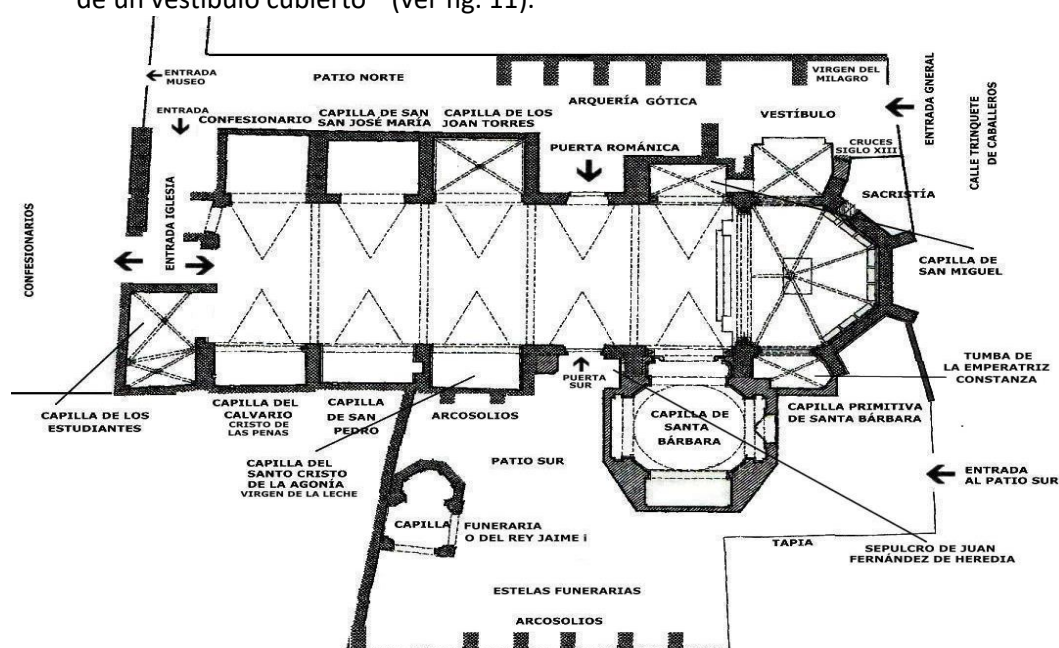 de un vestíbulo cubierto" (ver fig. 11).
ENTRADA
MUSEO
PATIO NORTE
VIRGEN DEL
MILAGRO
ENTRADA GNERAL
CALLE TRINQUETE
DE CABALLEROS
ENTRADA
CONFESIONARIO
CAPILLA DE SAN
SAN JOSÉ MARÍA
CAPILLA DE LOS
JOAN TORRES
ARQUERÍA GÓTICA
VESTÍBULO
PUERTA ROMÁNICA
CRUCES
SIGLO XIII
SACRISTÍA
CONFESIONARIOS
ENTRADA IGLESIA
CAPILLA DE
SAN MIGUEL
PUERTA
SUR
TUMBA DE
LA EMPERATRIZ
CONSTANZA
CAPILLA DE LOS
ESTUDIANTES
CAPILLA DEL
CALVARIO
CRISTO DE
LAS PENAS
CAPILLA
DE SAN
PEDRO
ARCOSOLIOS
CAPILLA DE
SANTA
BÁRBARA
CAPILLA PRIMITIVA
DE SANTA BÁRBARA
CAPILLA DEL
SANTO CRISTO
DE LA AGONÍA
VIRGEN DE LA LECHE
PATIO SUR
ENTRADA
AL PATIO SUR
CAPILLA FUNERARIA
O DEL REY JAIME i
TAPIA
SEPULCRO DE JUAN
FERNÁNDEZ DE HEREDIA
ESTELAS FUNERARIAS
ARCOSOLIOS